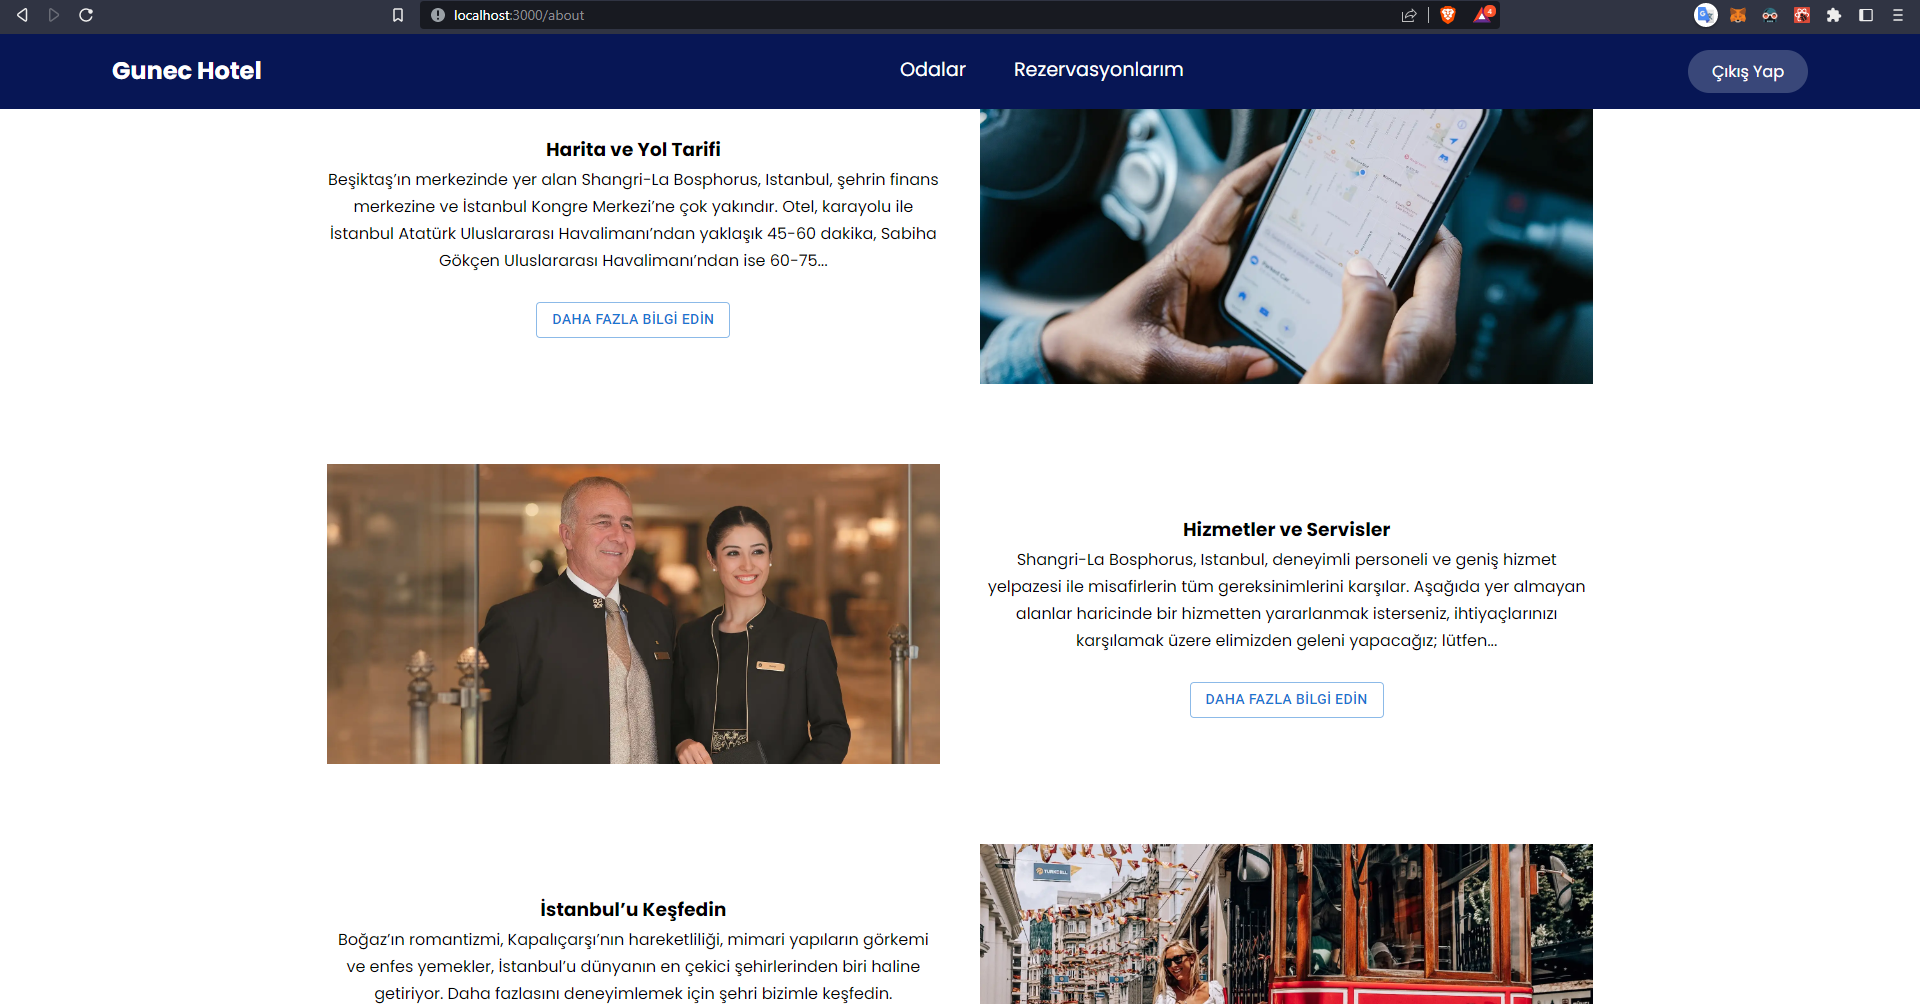 localhost:3000/about
4
Gunec Hotel
Odalar
Rezervasyonlarım
Çıkış Yap
Harita ve Yol Tarifi
Beşiktaş’ın merkezinde yer alan Shangri-La Bosphorus, Istanbul, şehrin finans
merkezine ve İstanbul Kongre Merkezi’ne çok yakındır. Otel, karayolu ile
İstanbul Atatürk Uluslararası Havalimanı’ndan yaklaşık 45-60 dakika, Sabiha
Gökçen Uluslararası Havalimanı’ndan ise 60-75...
DAHA FAZLA BİLGİ EDİN
Parked Car
Hizmetler ve Servisler
Shangri-La Bosphorus, Istanbul, deneyimli personeli ve geniş hizmet
yelpazesi ile misafirlerin tüm gereksinimlerini karşılar. Aşağıda yer almayan
alanlar haricinde bir hizmetten yararlanmak isterseniz, ihtiyaçlarınızı
karşılamak üzere elimizden geleni yapacağız; lütfen...
DAHA FAZLA BİLGİ EDİN
İstanbul’u Keşfedin
Boğaz’ın romantizmi, Kapalıçarşı’nın hareketliliği, mimari yapıların görkemi
ve enfes yemekler, İstanbul’u dünyanın en çekici şehirlerinden biri haline
getiriyor. Daha fazlasını deneyimlemek için şehri bizimle keşfedin.
TURKCELL